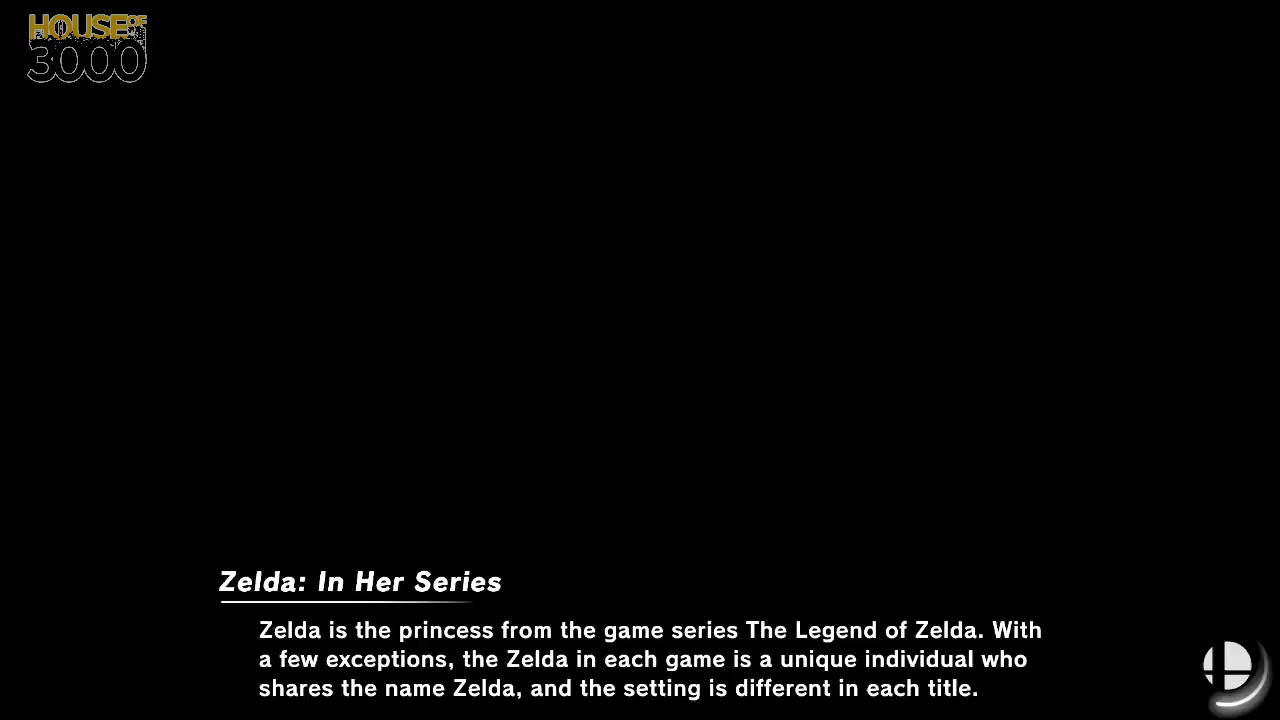 HOUSE OF
3000
Zelda: In Her Series
Zelda is the princess from the game series The Legend of Zelda. With
a few exceptions, the Zelda in each game is a unique individual who
shares the name Zelda, and the setting is different in each title.